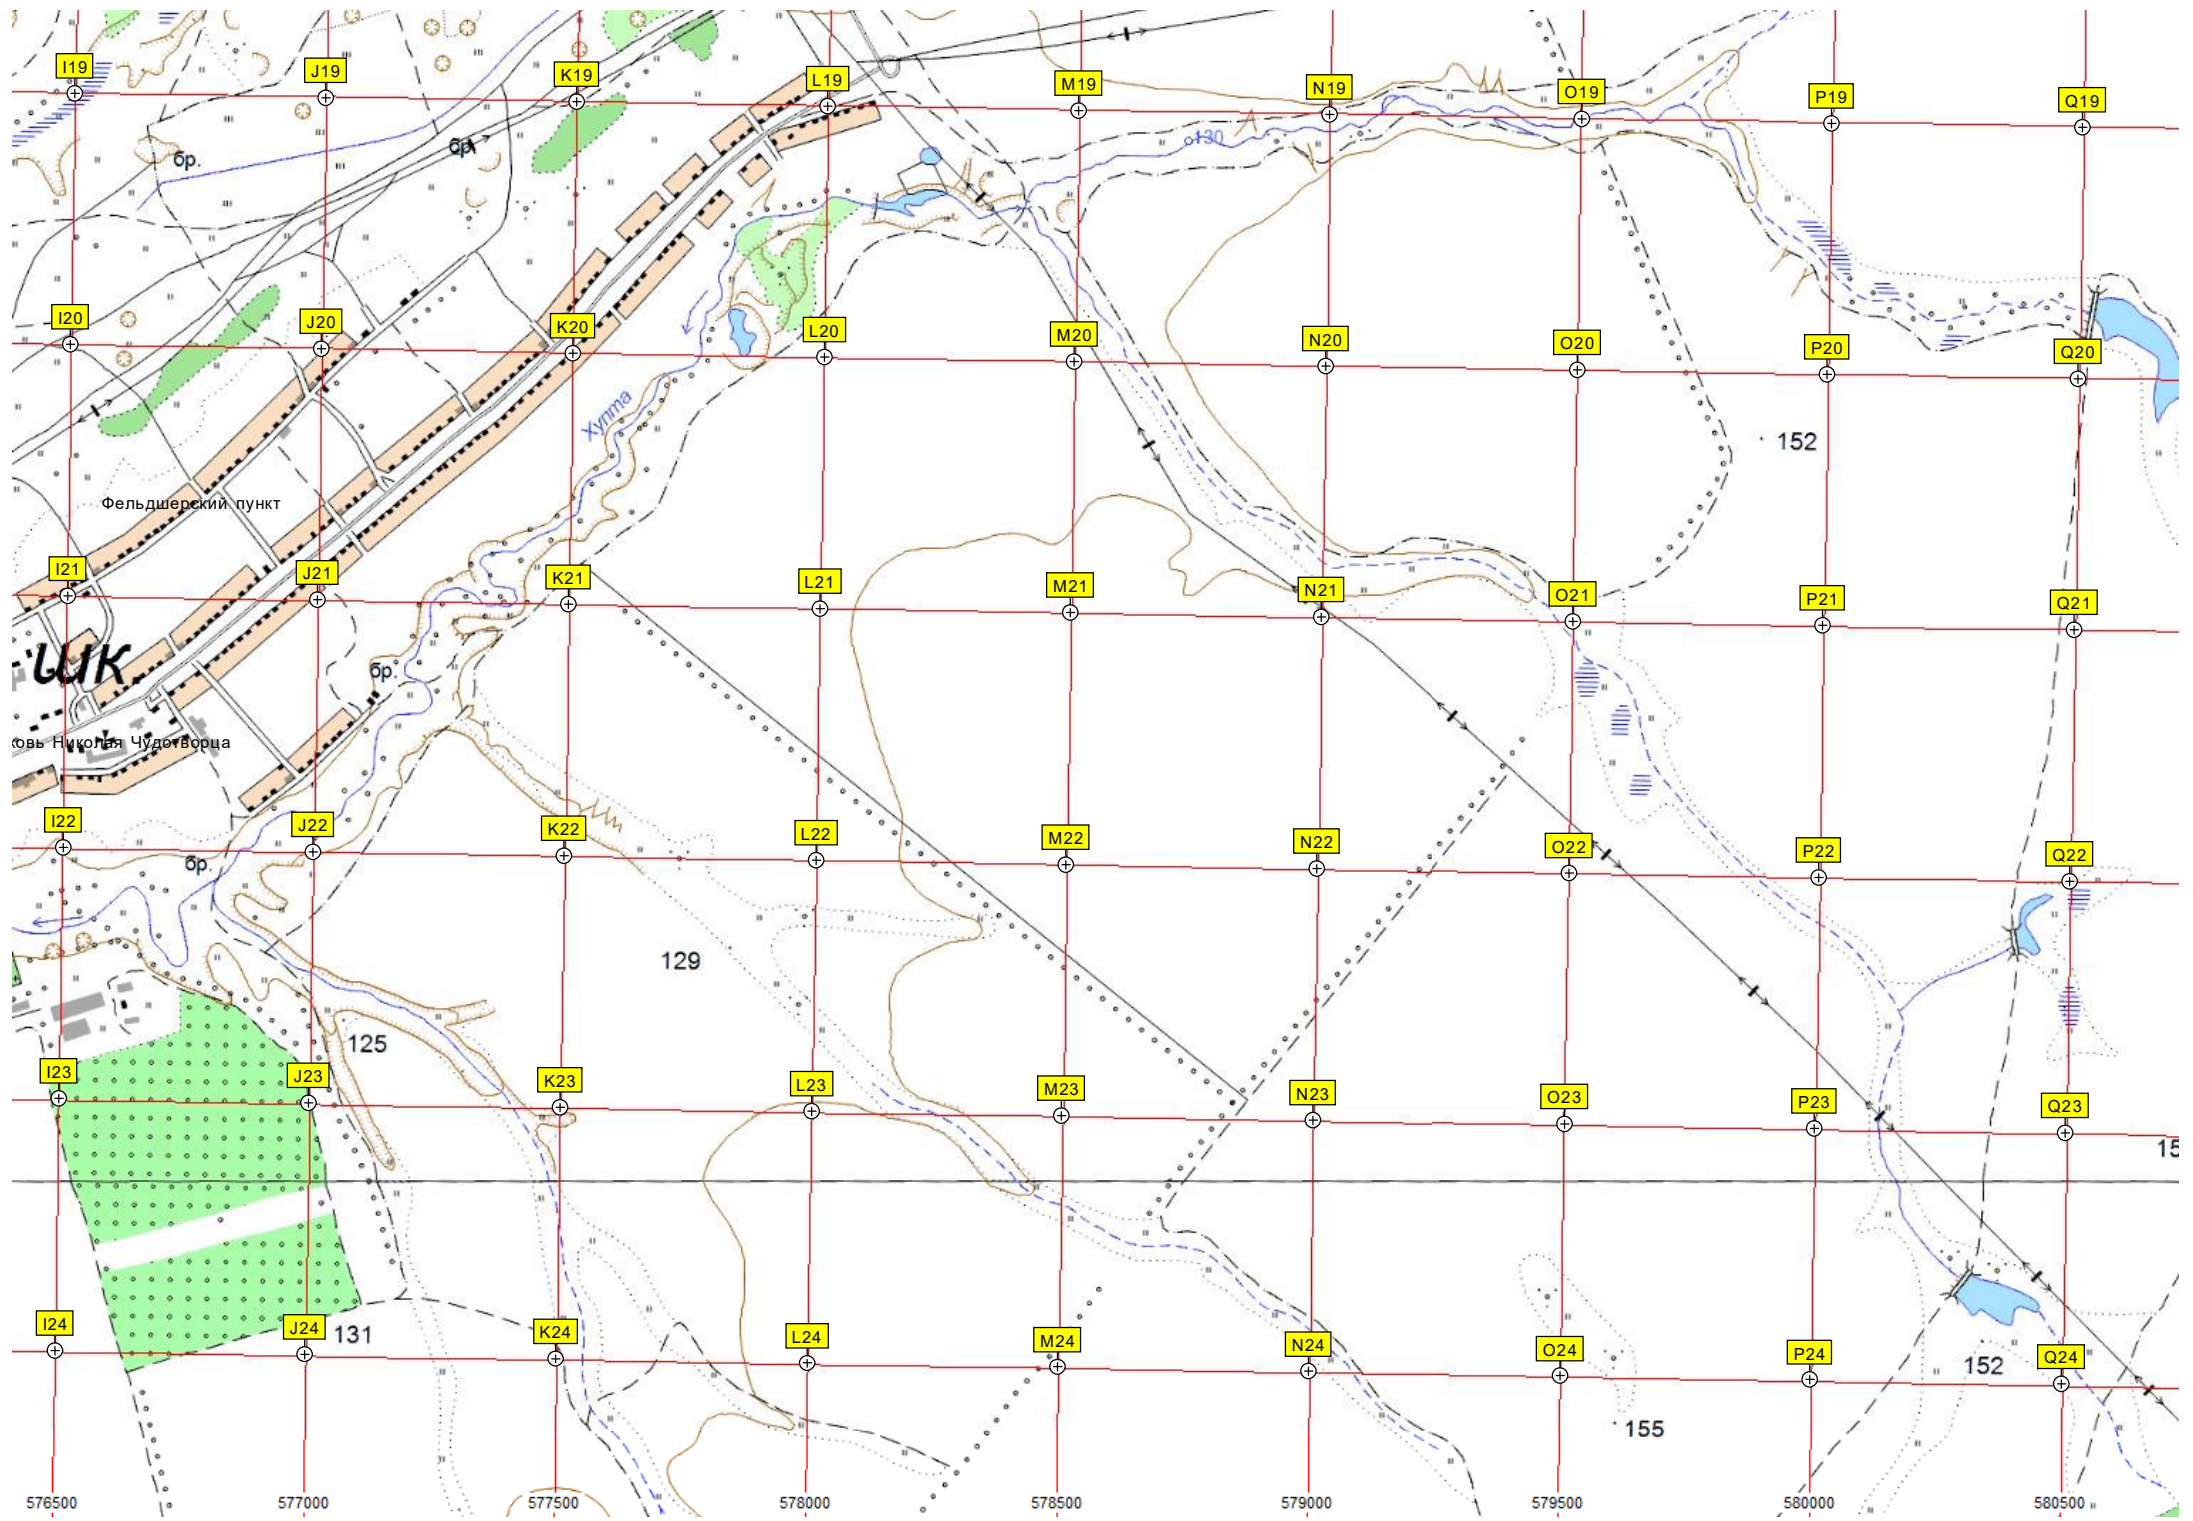 I19 J19 K19 L19 M19 N19 O19 P19 Q19
бр. бр. о130
I20 J20 K20 L20 M20 N20 O20 P20 Q20
Хупта
152
Фельдшерский пункт
I21 J21 K21 L21 M21 N21 O21 P21 Q21
шк.
бр.
ковь Николая Чудотворца
I22 J22 K22 L22 M22 N22 O22 P22 Q22
бр.
129
125
I23 J23 K23 L23 M23 N23 O23 P23 Q23
15
I24 J24 K24 L24 M24 N24 O24 P24 Q24
131
152
155
576500 577000 577500 578000 578500 579000 579500 580000 580500